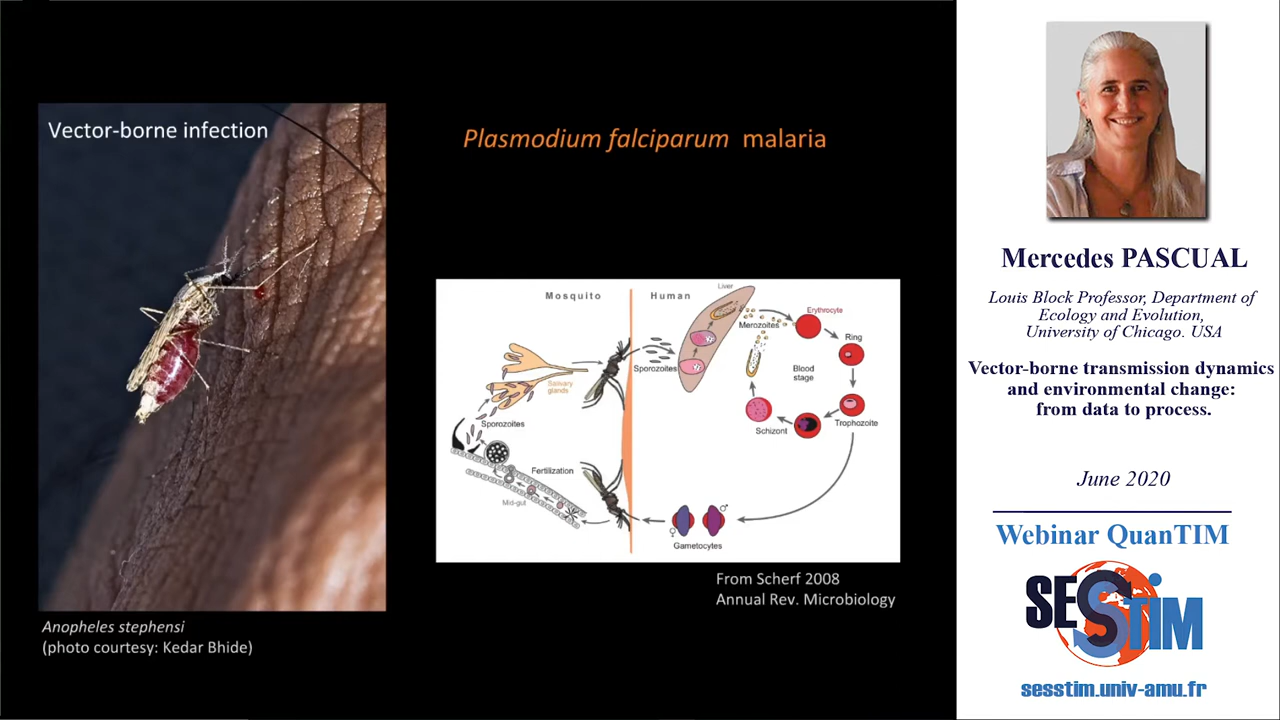 Vector-borne infection
Plasmodium falciparum malaria
Mosquito
Human
Liver
Merozoites
Erythrocyte
Ring
Sporozoites
Blood
stage
Salivary
glands
Trophozoite
Schizont
Sporozoites
Fertilization
Mid-gut
♀
♂
Gametocytes
From Scherf 2008
Annual Rev. Microbiology
Anopheles stephensi
(photo courtesy: Kedar Bhide)
Mercedes PASCUAL
Louis Block Professor, Department of
Ecology and Evolution,
University of Chicago. USA
Vector-borne transmission dynamics
and environmental change:
from data to process.
June 2020
Webinar QuanTIM
SESSTIM
sesstim.univ-amu.fr